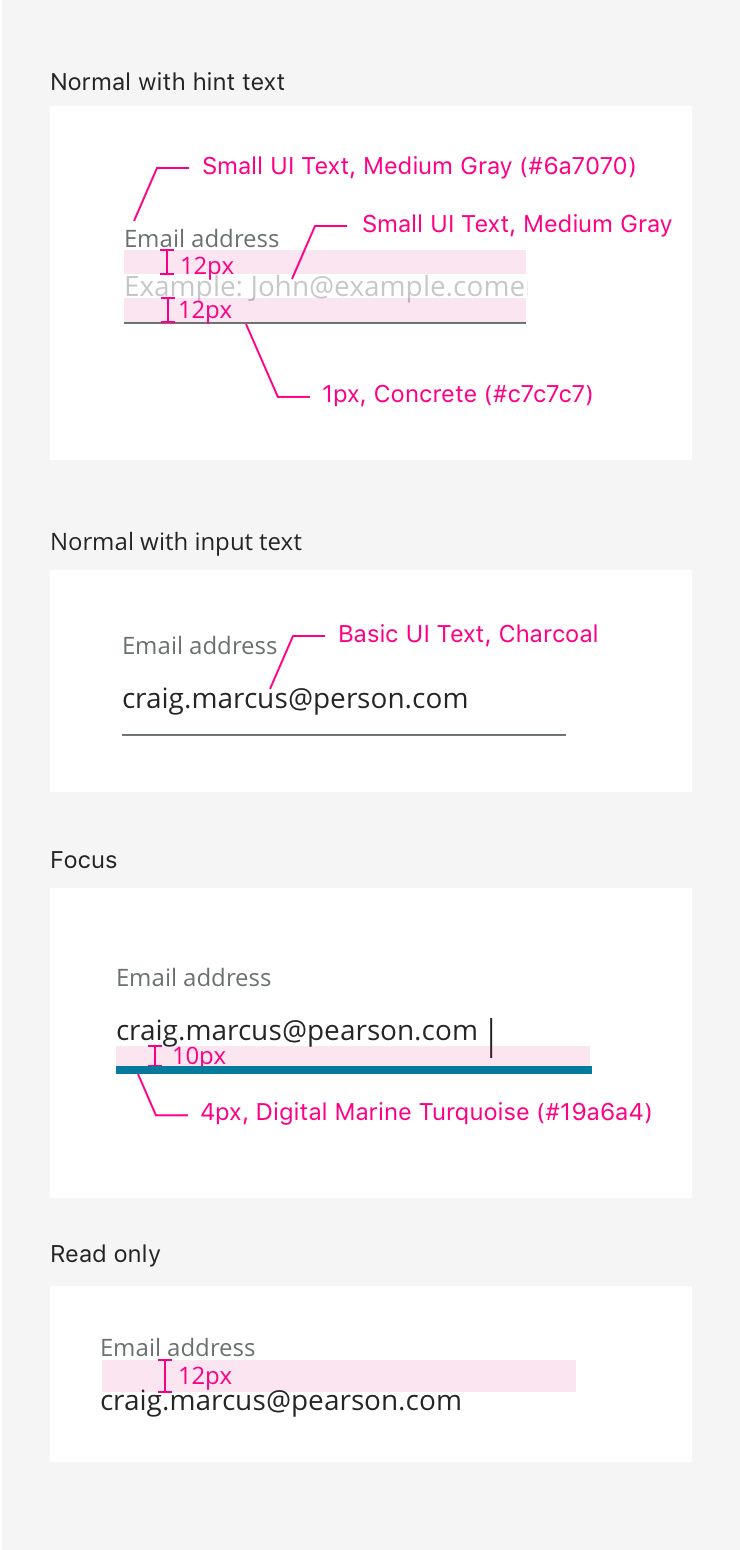 Normal with hint text
Small UI Text, Medium Gray (#6a7070)
Small UI Text, Medium Gray
Email address
12px
Example: John@example.come
12px
1px, Concrete (#c7c7c7)
Normal with input text
Basic UI Text, Charcoal
Email address
craig.marcus@person.com
Focus
Email address
craig.marcus@pearson.com
10px
4px, Digital Marine Turquoise (#19a6a4)
Read only
Email address
12px
craig.marcus@pearson.com